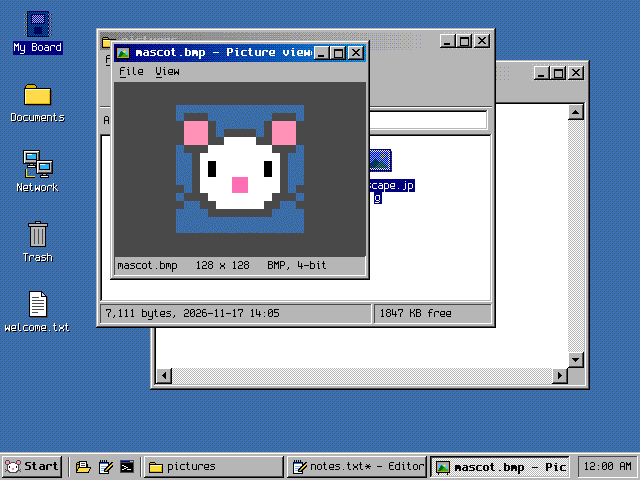 My Board
Documents
Network
Trash
welcome.txt
mascot.bmp - Picture view
File View
mascot.bmp 128 x 128 BMP, 4-bit
scape.jp
g
7,111 bytes, 2026-11-17 14:05 1847 KB free
Start
pictures
notes.txt* - Editor
mascot.bmp - Pic
12:00 AM